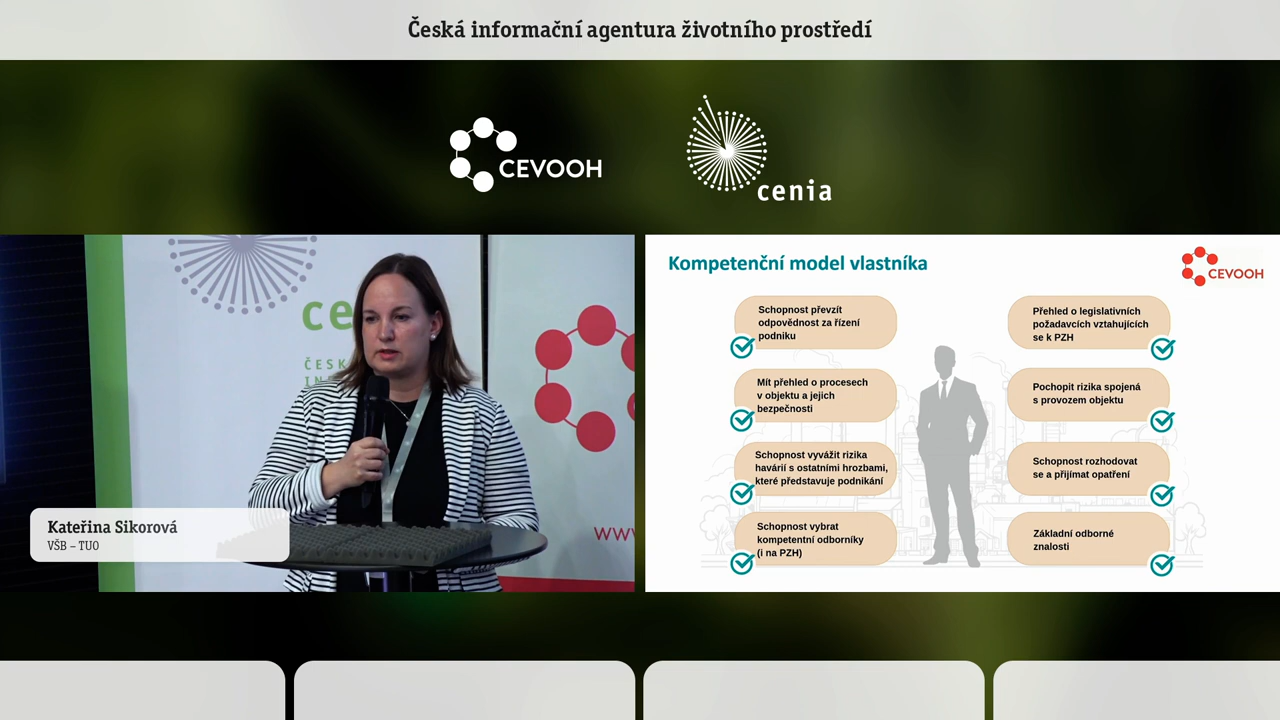 Česká informační agentura životního prostředí
CEVOOH
cenia
ce
ČESK
www
Kateřina Sikorová
VŠB – TUO
Kompetenční model vlastníka
CEVOOH
Schopnost převzít
odpovědnost za řízení
podniku
Mít přehled o procesech
v objektu a jejich
bezpečnosti
Schopnost vyvážit rizika
havárií s ostatními hrozbami,
které představuje podnikání
Schopnost vybrat
kompetentní odborníky
(i na PZH)
Přehled o legislativních
požadavcích vztahujících
se k PZH
Pochopit rizika spojená
s provozem objektu
Schopnost rozhodovat
se a přijímat opatření
Základní odborné
znalosti